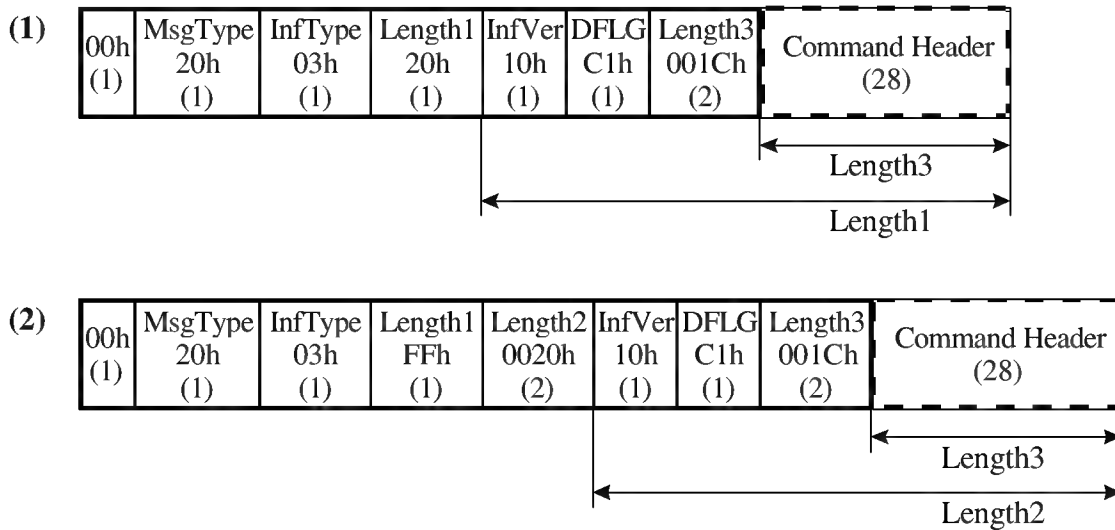 (1)
00h
(1)
MsgType
20h
(1)
InfType
03h
(1)
Length1
20h
(1)
InfVer
10h
(1)
DFLG
C1h
(1)
Length3
001Ch
(2)
Command Header
(28)
Length3
Length1
(2)
00h
(1)
MsgType
20h
(1)
InfType
03h
(1)
Length1
FFh
(1)
Length2
0020h
(2)
InfVer
10h
(1)
DFLG
C1h
(1)
Length3
001Ch
(2)
Command Header
(28)
Length3
Length2